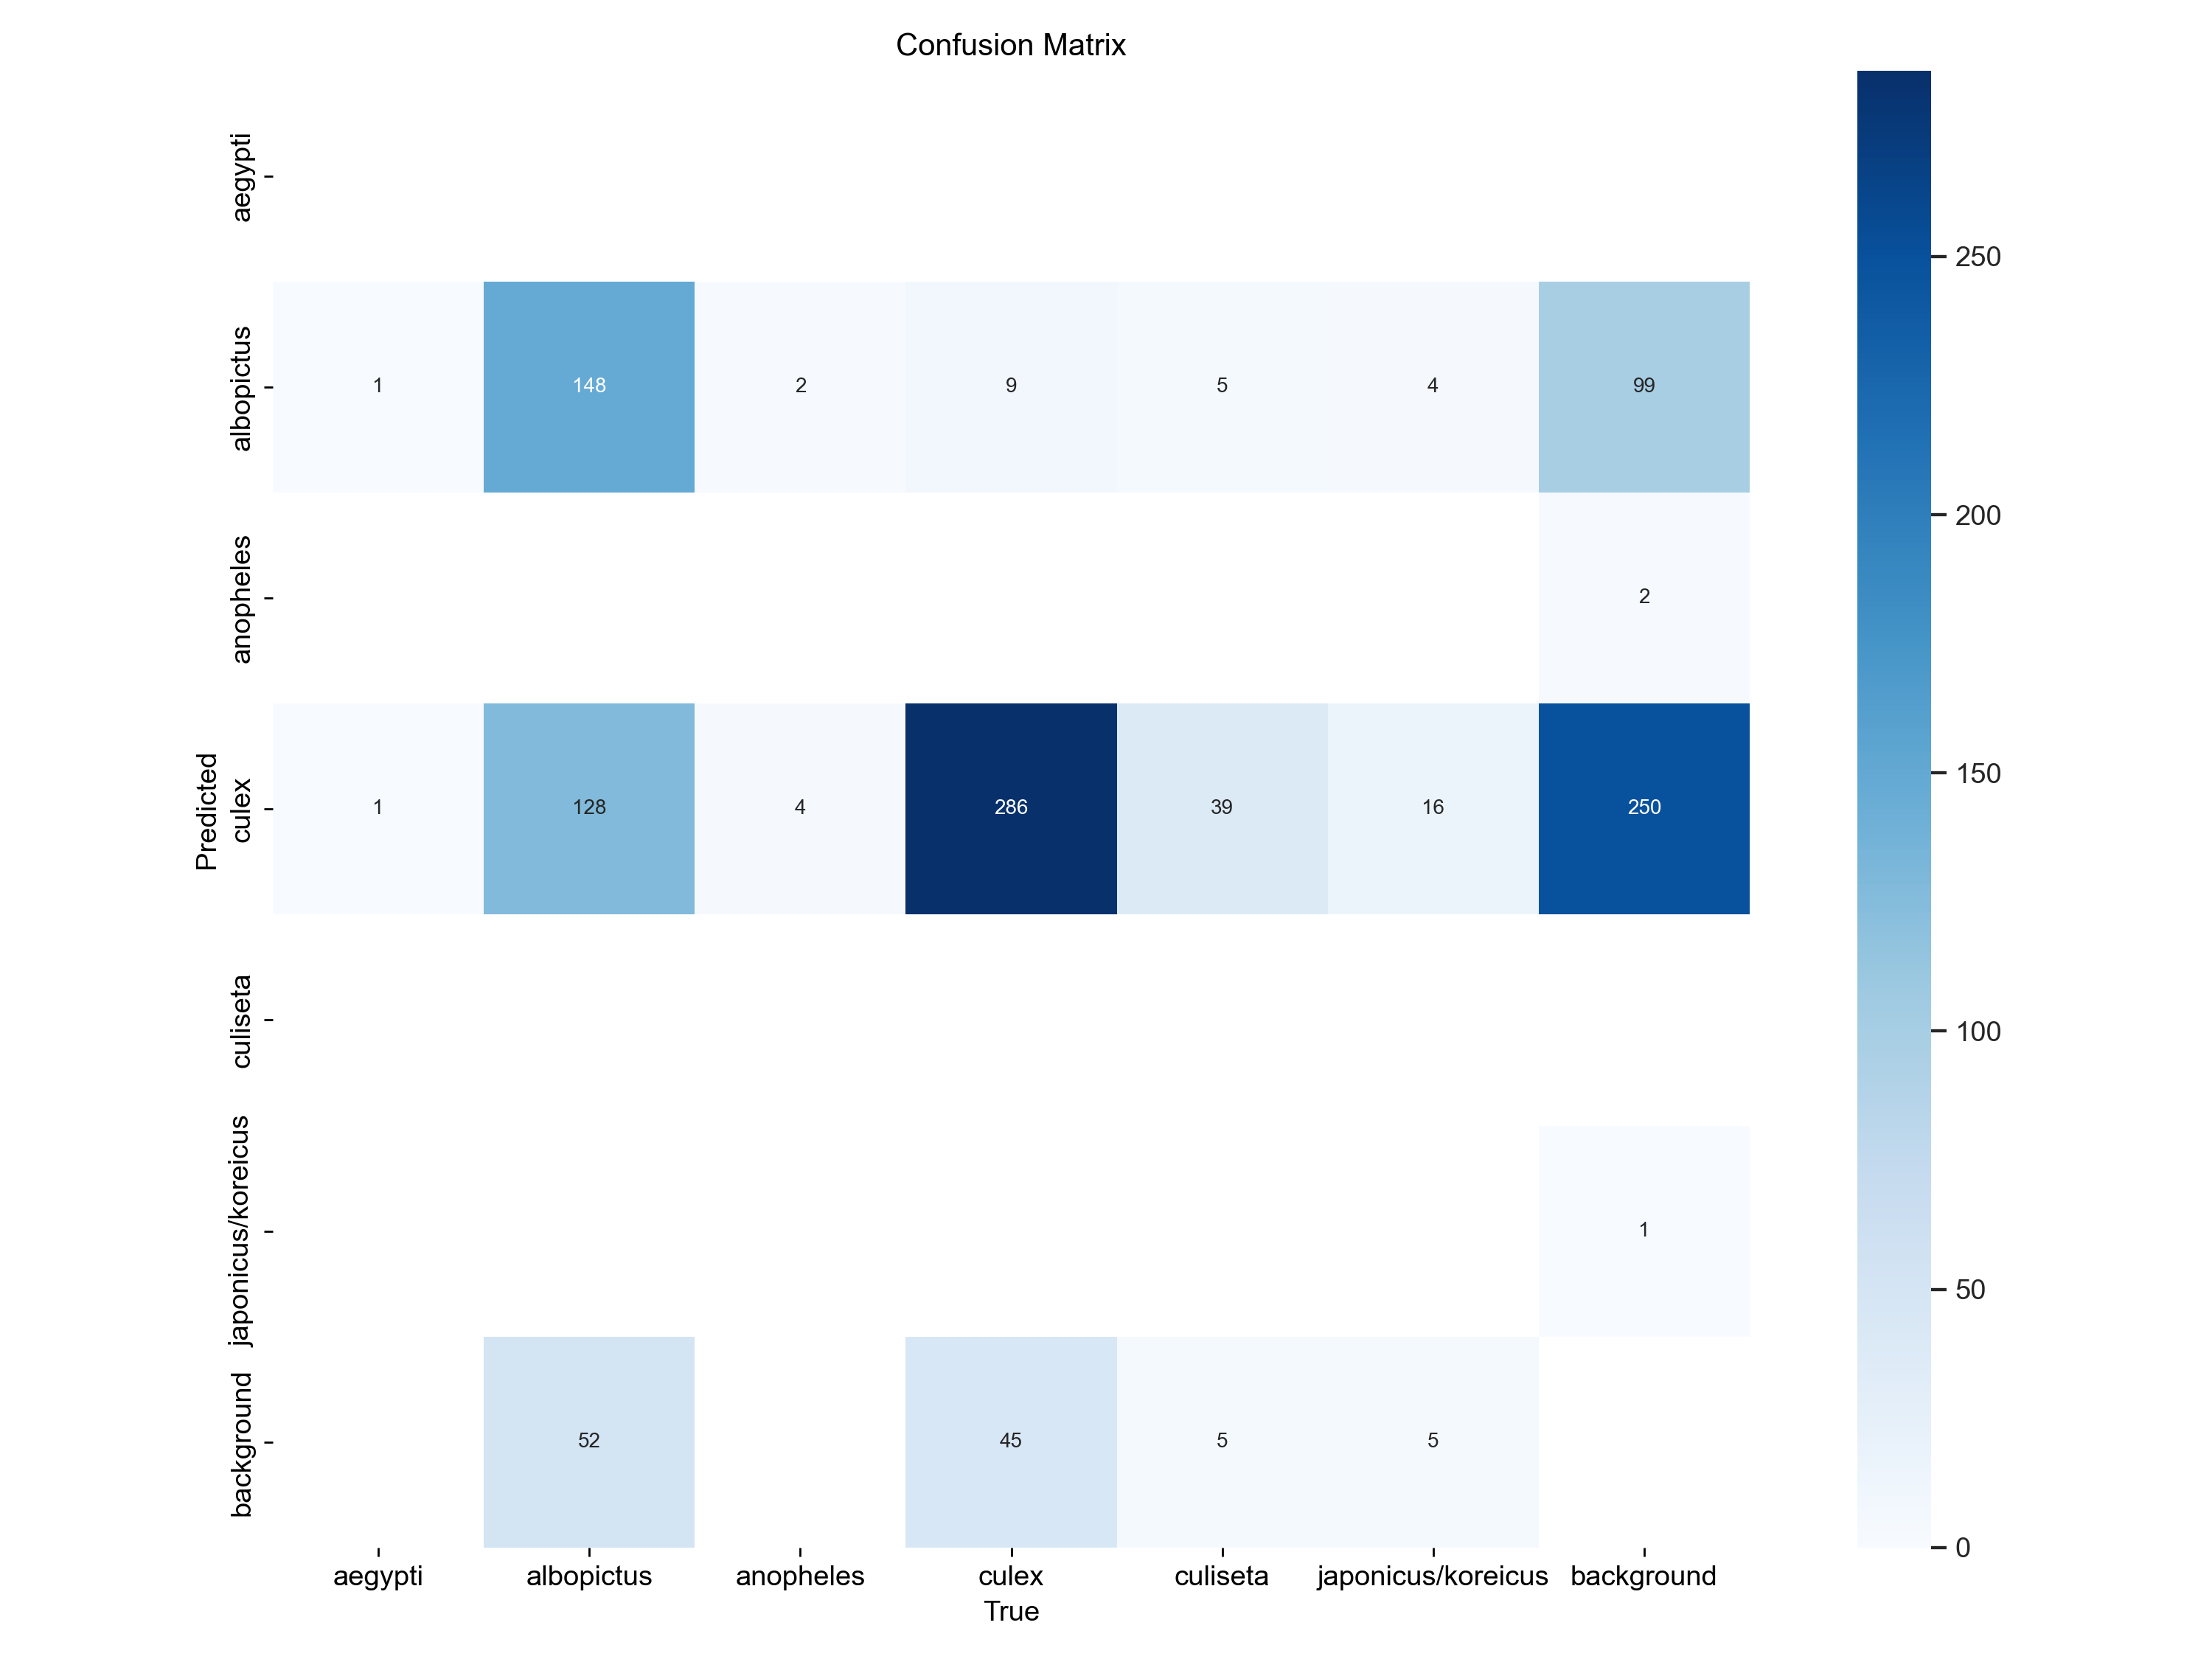 Confusion Matrix
aegypti
albopictus
anopheles
culex
culiseta
japonicus/koreicus
background
Predicted
1 148 2 9 5 4 99
2
1 128 4 286 39 16 250
1
52 45 5 5
aegypti albopictus anopheles culex culiseta japonicus/koreicus background
True
250
200
150
100
50
0